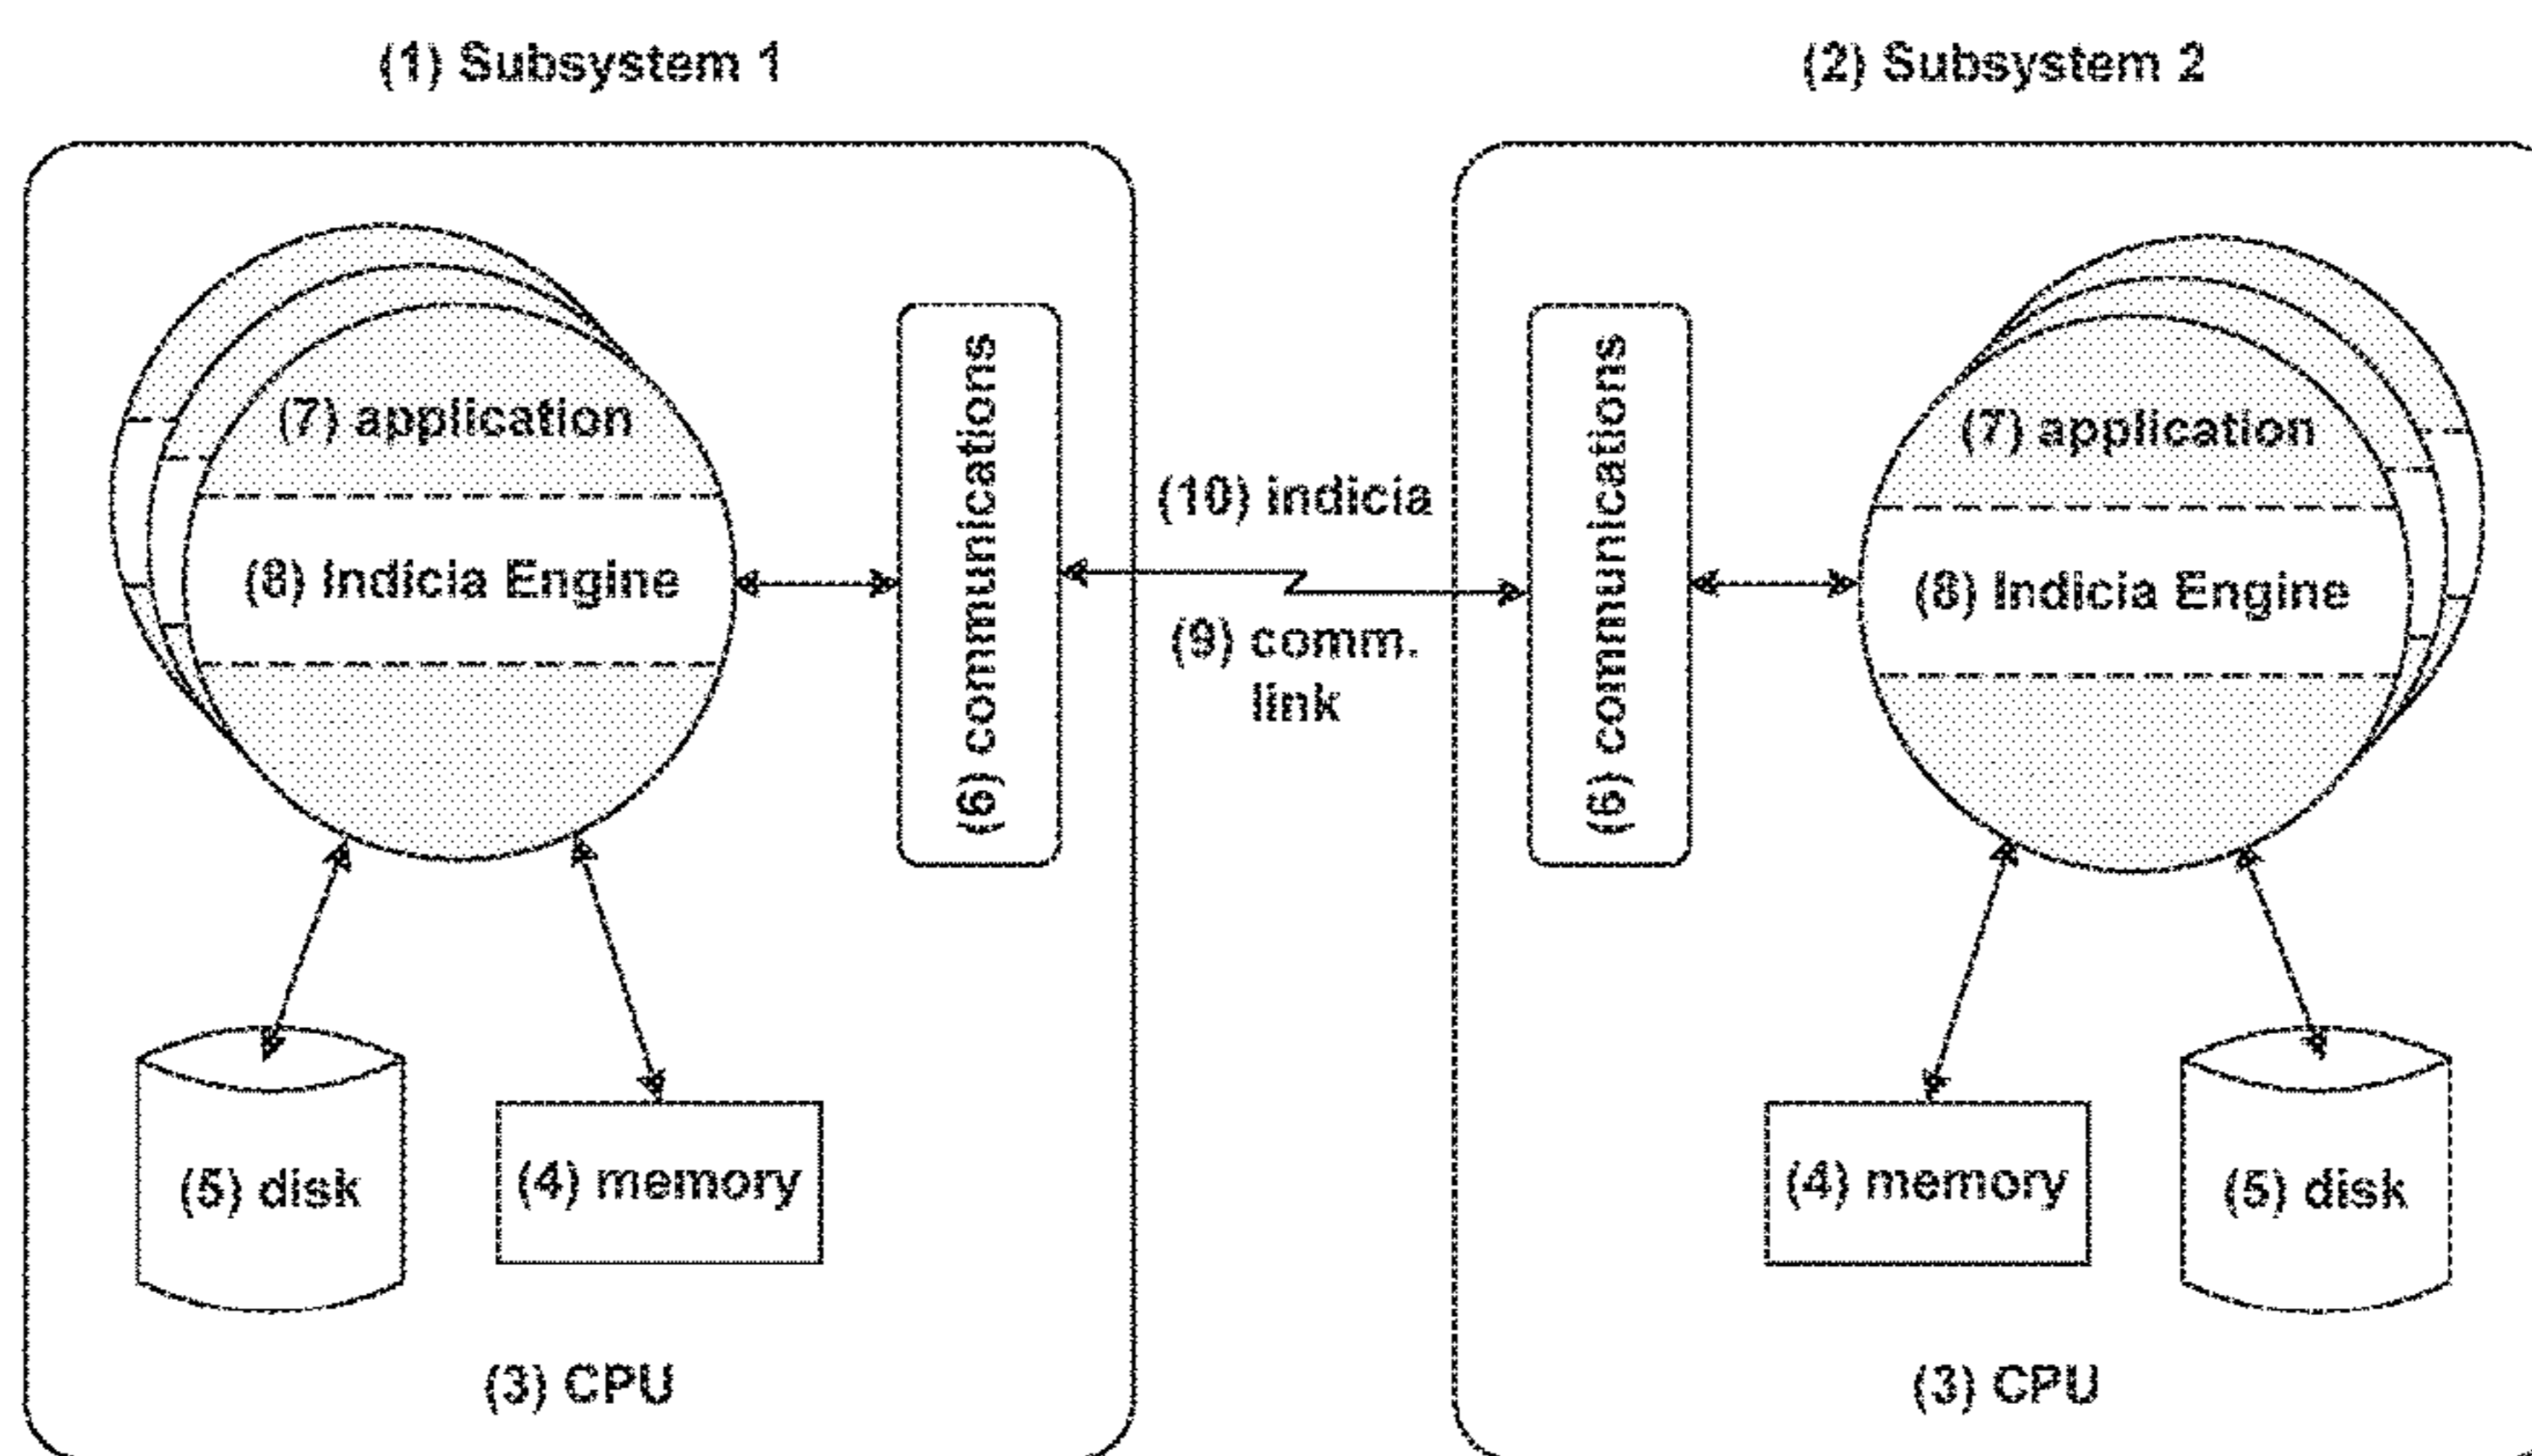 (1) Subsystem 1
(2) Subsystem 2
(7) application
(8) Indicia Engine
(6) communications
(10) indicia
(9) comm.
link
(6) communications
(7) application
(8) Indicia Engine
(5) disk
(4) memory
(4) memory
(5) disk
(3) CPU
(3) CPU